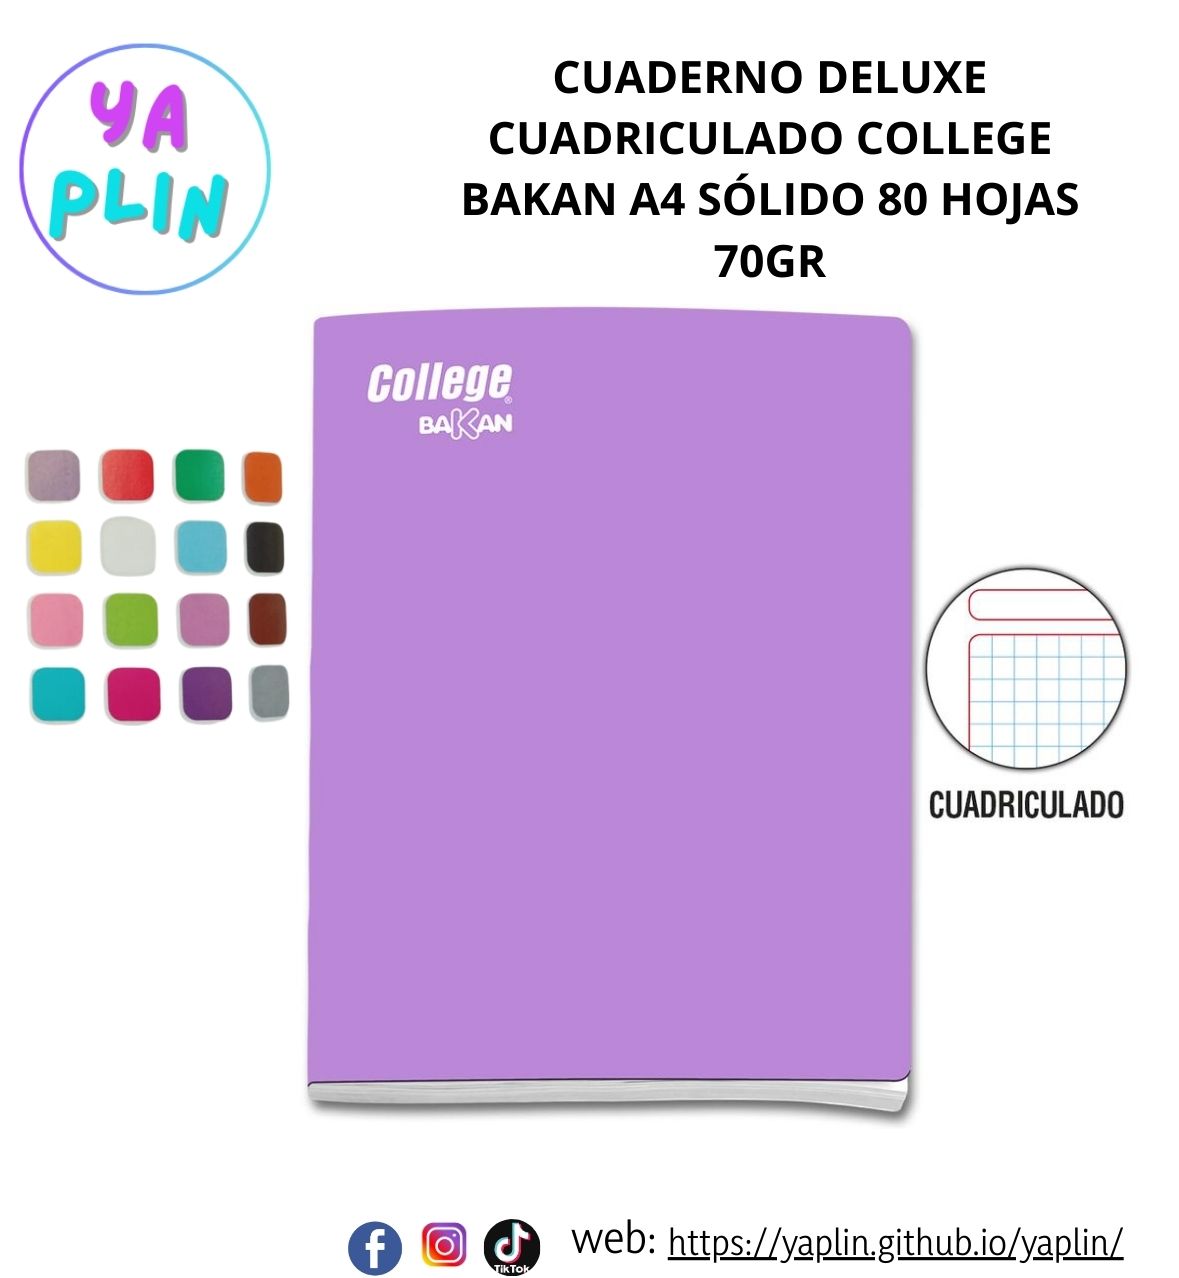 YA
PLIN
CUADERNO DELUXE
CUADRICULADO COLLEGE
BAKAN A4 SÓLIDO 80 HOJAS
70GR
College®
BAKAN
CUADRICULADO
TikTok
web: https://yaplin.github.io/yaplin/